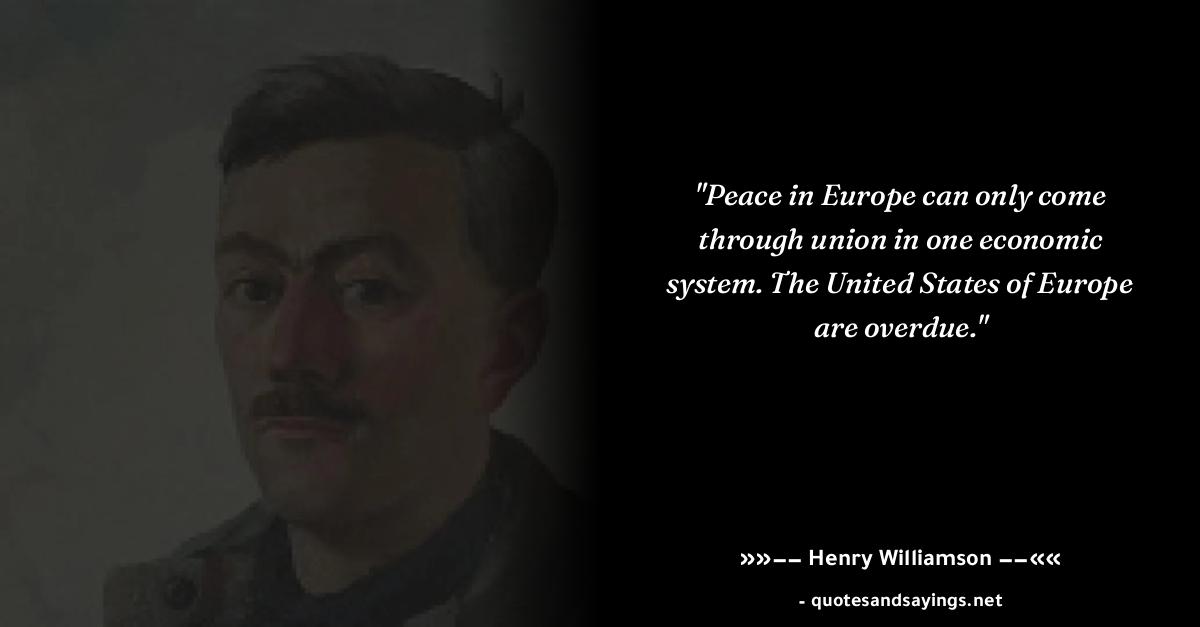 "Peace in Europe can only come
through union in one economic
system. The United States of Europe
are overdue."
»»–– Henry Williamson ––««
- quotesandsayings.net